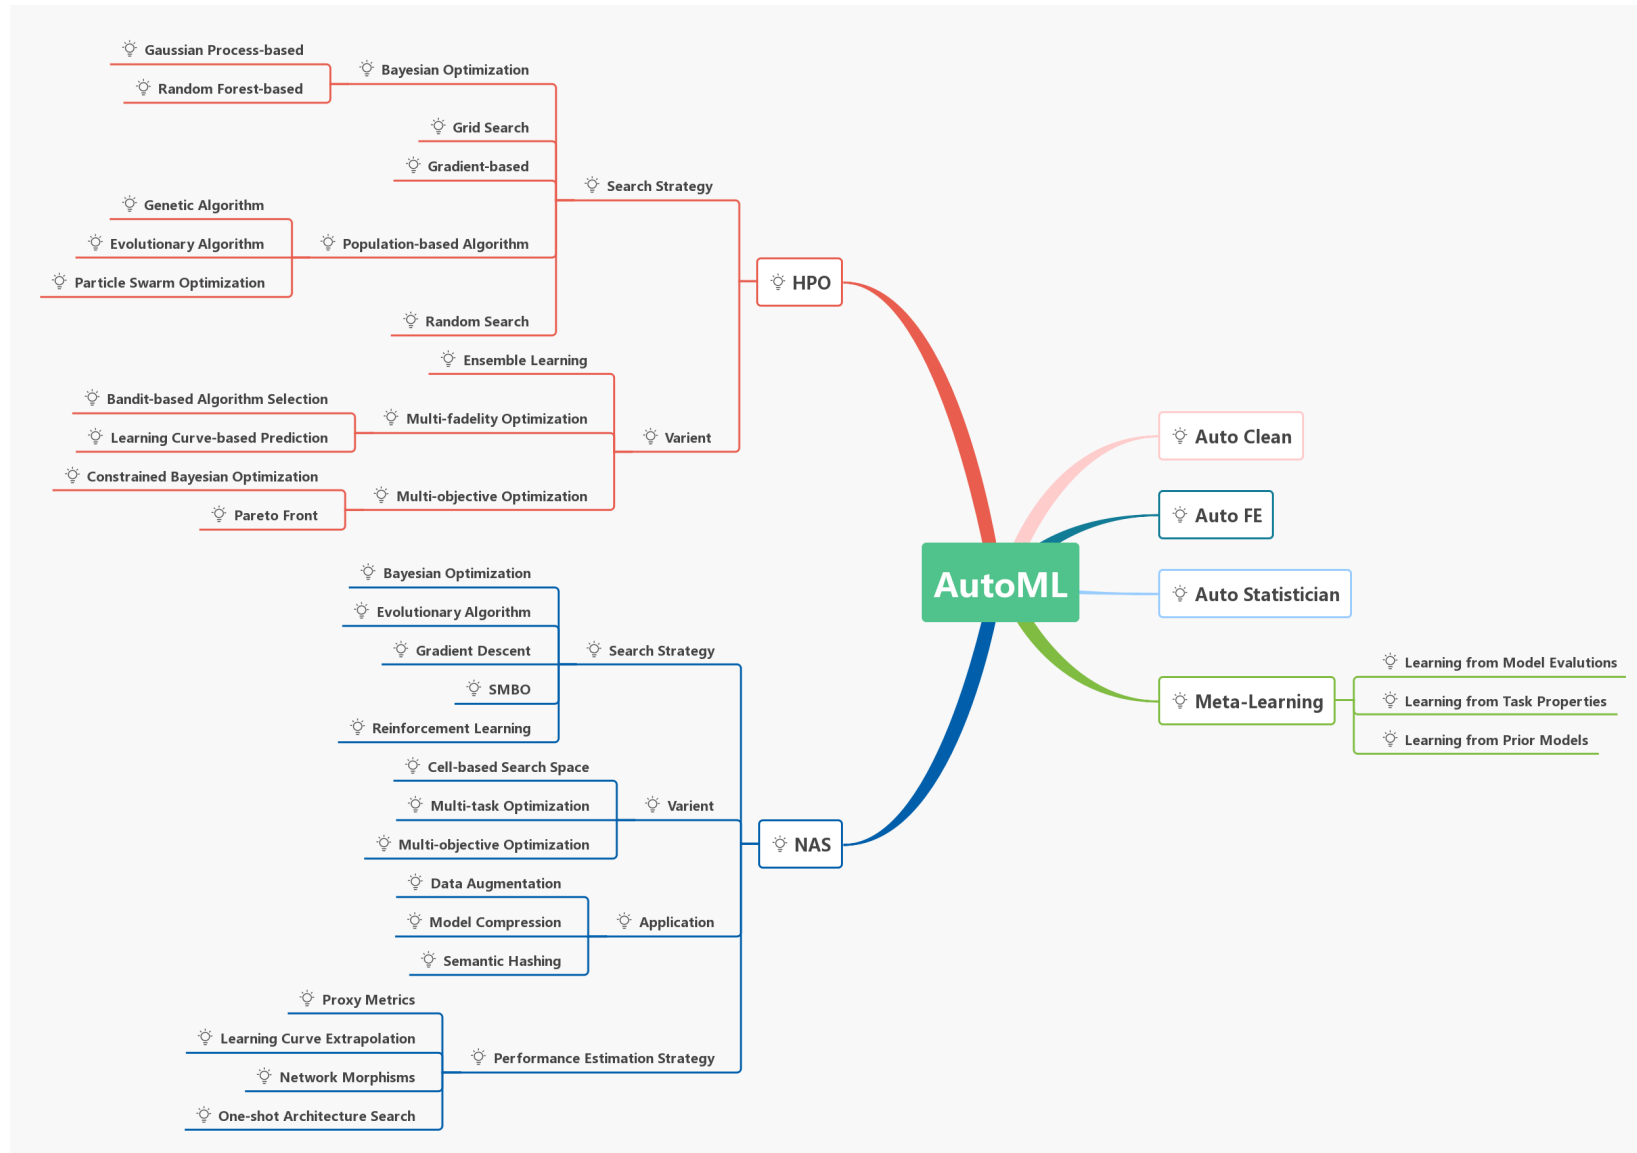 Gaussian Process-based
Random Forest-based
Bayesian Optimization
Grid Search
Gradient-based
Genetic Algorithm
Evolutionary Algorithm
Particle Swarm Optimization
Population-based Algorithm
Random Search
Search Strategy
Ensemble Learning
Bandit-based Algorithm Selection
Learning Curve-based Prediction
Multi-fadelity Optimization
Constrained Bayesian Optimization
Pareto Front
Multi-objective Optimization
Varient
HPO
Bayesian Optimization
Evolutionary Algorithm
Gradient Descent
SMBO
Reinforcement Learning
Search Strategy
Cell-based Search Space
Multi-task Optimization
Multi-objective Optimization
Varient
Data Augmentation
Model Compression
Semantic Hashing
Application
Proxy Metrics
Learning Curve Extrapolation
Network Morphisms
One-shot Architecture Search
Performance Estimation Strategy
NAS
AutoML
Auto Clean
Auto FE
Auto Statistician
Meta-Learning
Learning from Model Evalutions
Learning from Task Properties
Learning from Prior Models